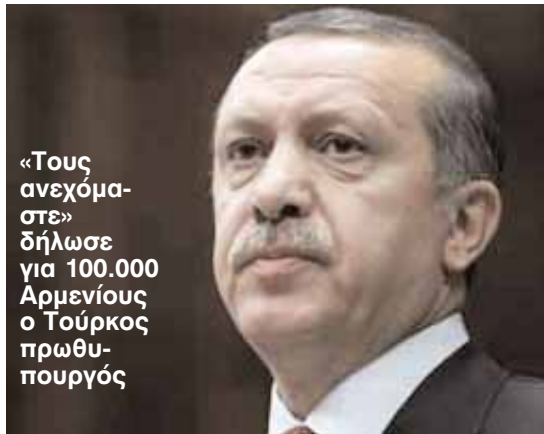 «Τους
ανεχόμα-
στε»
δήλωσε
για 100.000
Αρμενίους
ο Τούρκος
πρωθυ-
πουργός